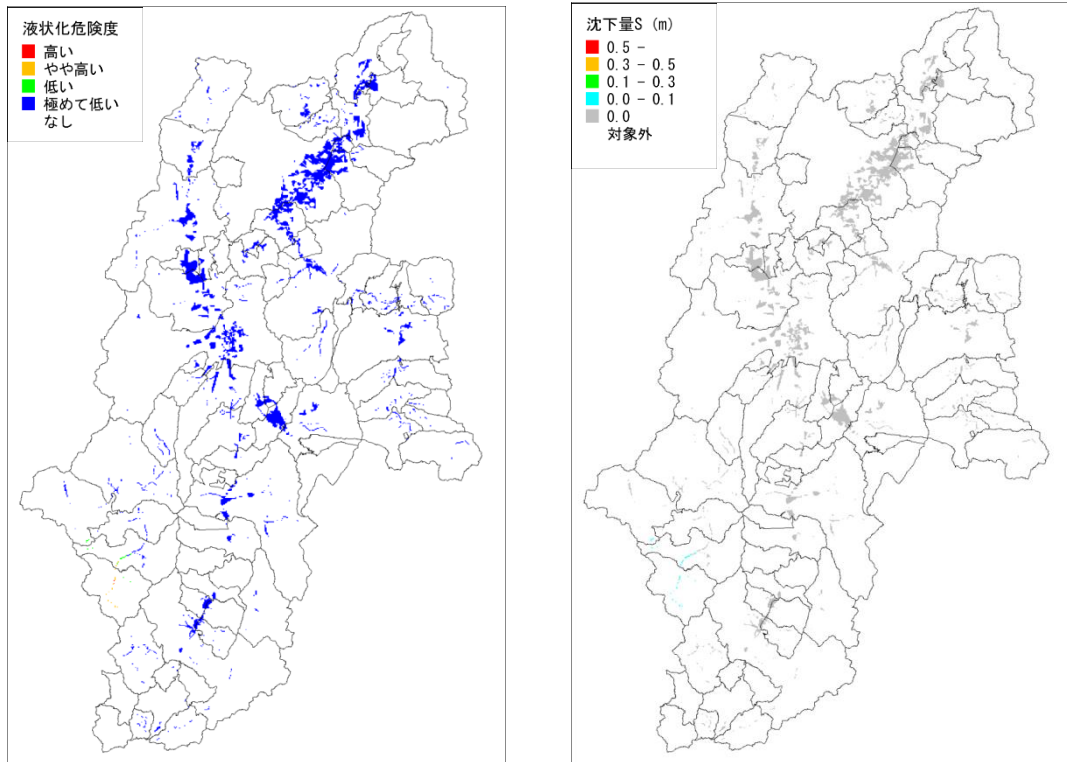 液状化危険度
高い
やや高い
低い
極めて低い
なし
沈下量S (m)
0.5 -
0.3 - 0.5
0.1 - 0.3
0.0 - 0.1
0.0
対象外